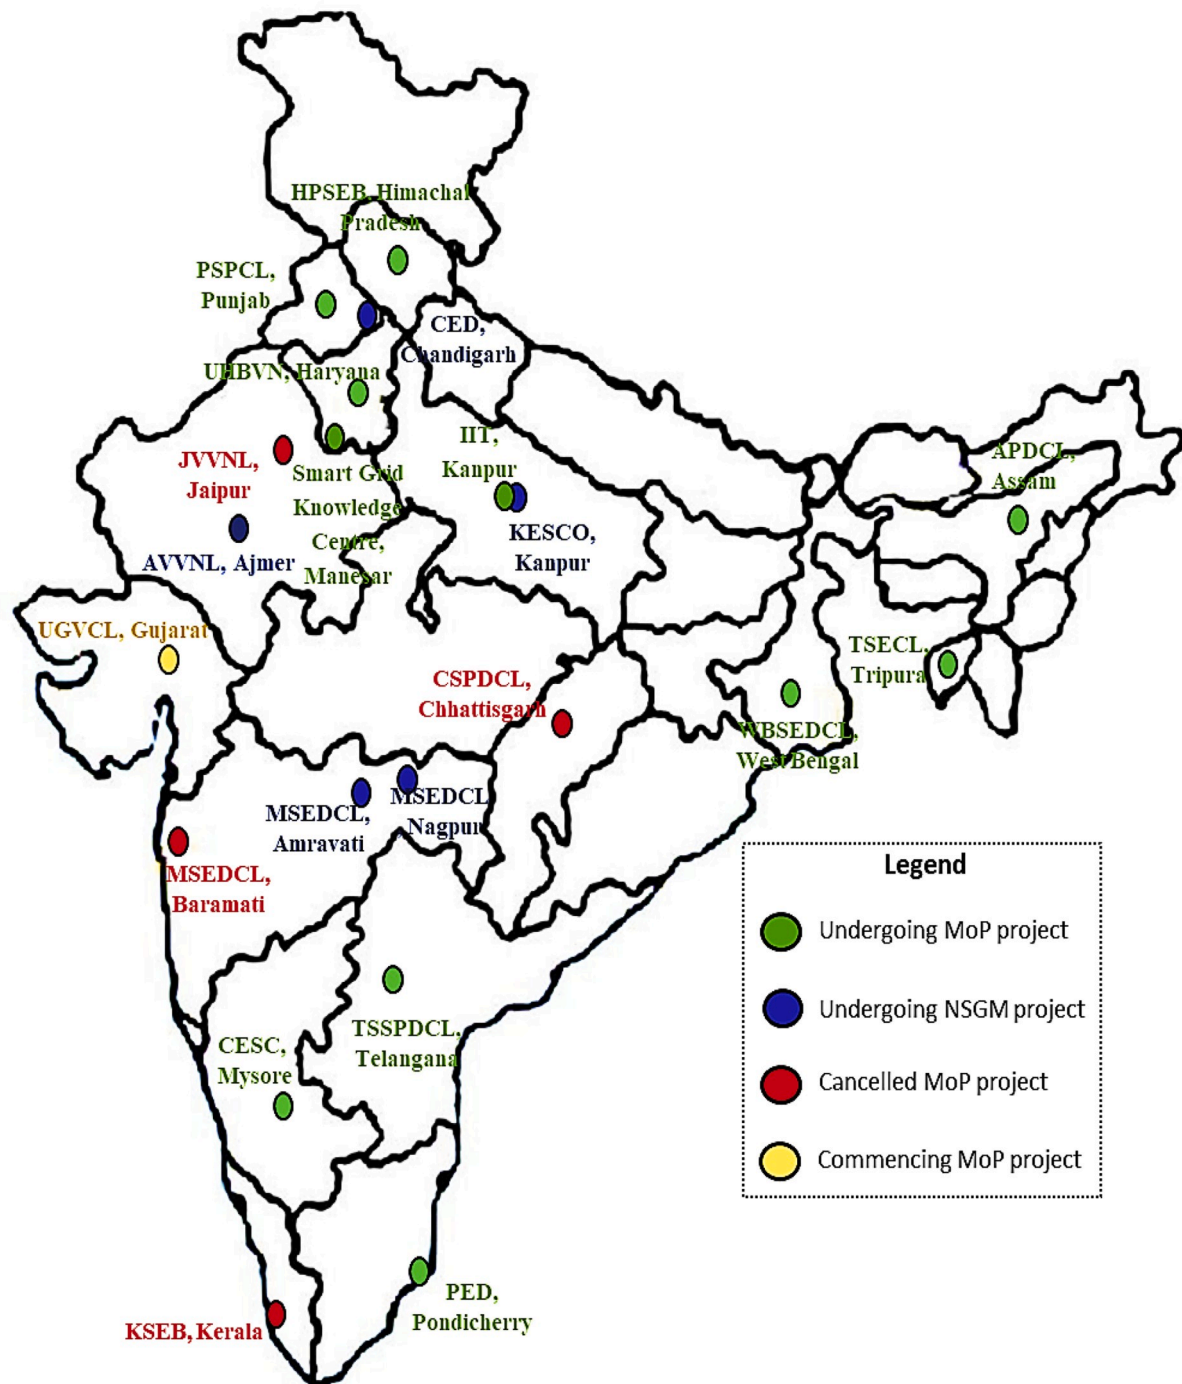 HPSEB, Himachal
Pradesh
PSPCL,
Punjab
CED,
Chandigarh
UHBVN, Haryana
IIT,
Kanpur
JVVNL,
Jaipur
Smart Grid
Knowledge
Centre,
Manesar
KESCO,
Kanpur
AVVNL, Ajmer
APDCL,
Assam
UGVCL, Gujarat
TSECL,
Tripura
CSPDCL,
Chhattisgarh
WBSEDCL,
West Bengal
MSEDCL,
Amravati
MSEDCL
, Nagpur
MSEDCL,
Baramati
TSSPDCL,
Telangana
CESC,
Mysore
PED,
Pondicherry
KSEB, Kerala
Legend
Undergoing MoP project
Undergoing NSGM project
Cancelled MoP project
Commencing MoP project